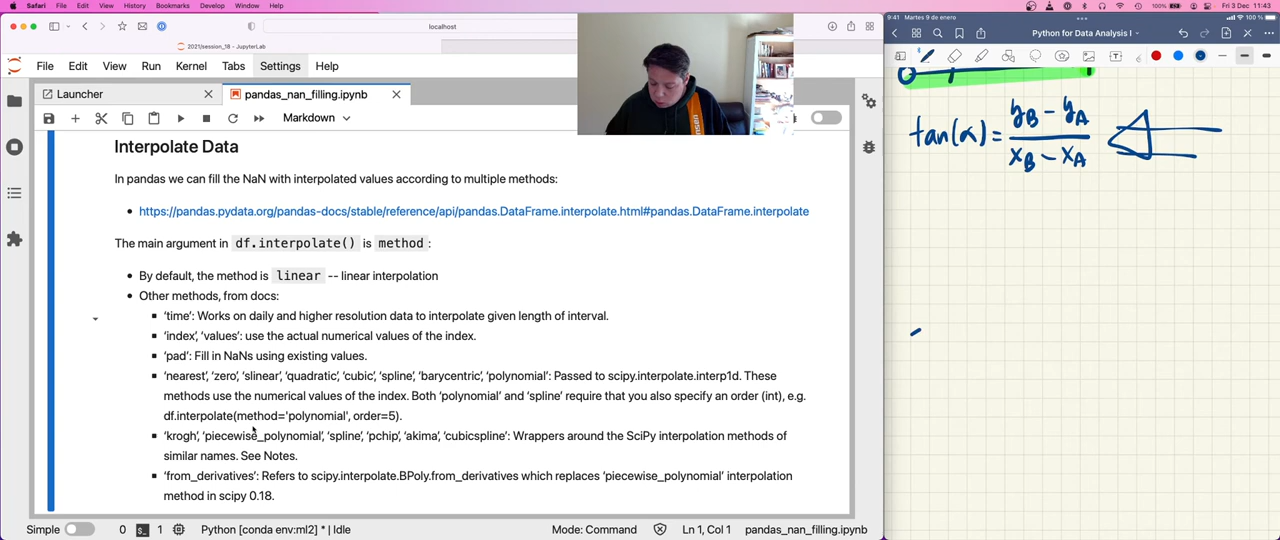 Safari File Edit View History Bookmarks Develop Window Help 100% Fri 3 Dec 11:43
localhost
2021/session_18 - JupyterLab
File Edit View Run Kernel Tabs Settings Help
Launcher
pandas_nan_filling.ipynb
Markdown
Interpolate Data
In pandas we can fill the NaN with interpolated values according to multiple methods:
https://pandas.pydata.org/pandas-docs/stable/reference/api/pandas.DataFrame.interpolate.html#pandas.DataFrame.interpolate
The main argument in df.interpolate() is method :
By default, the method is linear -- linear interpolation
Other methods, from docs:
‘time’: Works on daily and higher resolution data to interpolate given length of interval.
‘index’, ‘values’: use the actual numerical values of the index.
‘pad’: Fill in NaNs using existing values.
‘nearest’, ‘zero’, ‘slinear’, ‘quadratic’, ‘cubic’, ‘spline’, ‘barycentric’, ‘polynomial’: Passed to scipy.interpolate.interp1d. These
methods use the numerical values of the index. Both ‘polynomial’ and ‘spline’ require that you also specify an order (int), e.g.
df.interpolate(method='polynomial', order=5).
‘krogh’, ‘piecewise_polynomial’, ‘spline’, ‘pchip’, ‘akima’, ‘cubicspline’: Wrappers around the SciPy interpolation methods of
similar names. See Notes.
‘from_derivatives’: Refers to scipy.interpolate.BPoly.from_derivatives which replaces ‘piecewise_polynomial’ interpolation
method in scipy 0.18.
Simple 0 1 Python [conda env:ml2] * | Idle Mode: Command Ln 1, Col 1 pandas_nan_filling.ipynb
9:41 Martes 9 de enero 100 %
Python for Data Analysis I
tan(α) = yB - yA
xB - xA